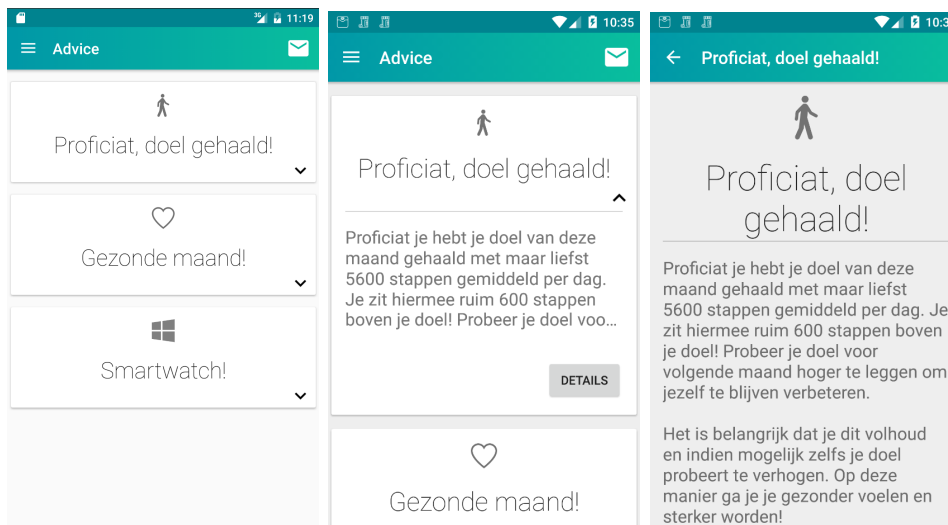 3G 11:19
Advice
Proficiat, doel gehaald!
Gezonde maand!
Smartwatch!
10:35
Advice
Proficiat, doel gehaald!
Proficiat je hebt je doel van deze
maand gehaald met maar liefst
5600 stappen gemiddeld per dag.
Je zit hiermee ruim 600 stappen
boven je doel! Probeer je doel voo...
DETAILS
Gezonde maand!
10:3
Proficiat, doel gehaald!
Proficiat, doel
gehaald!
Proficiat je hebt je doel van deze
maand gehaald met maar liefst
5600 stappen gemiddeld per dag. Je
zit hiermee ruim 600 stappen boven
je doel! Probeer je doel voor
volgende maand hoger te leggen om
jezelf te blijven verbeteren.
Het is belangrijk dat je dit volhoud
en indien mogelijk zelfs je doel
probeert te verhogen. Op deze
manier ga je je gezonder voelen en
sterker worden!